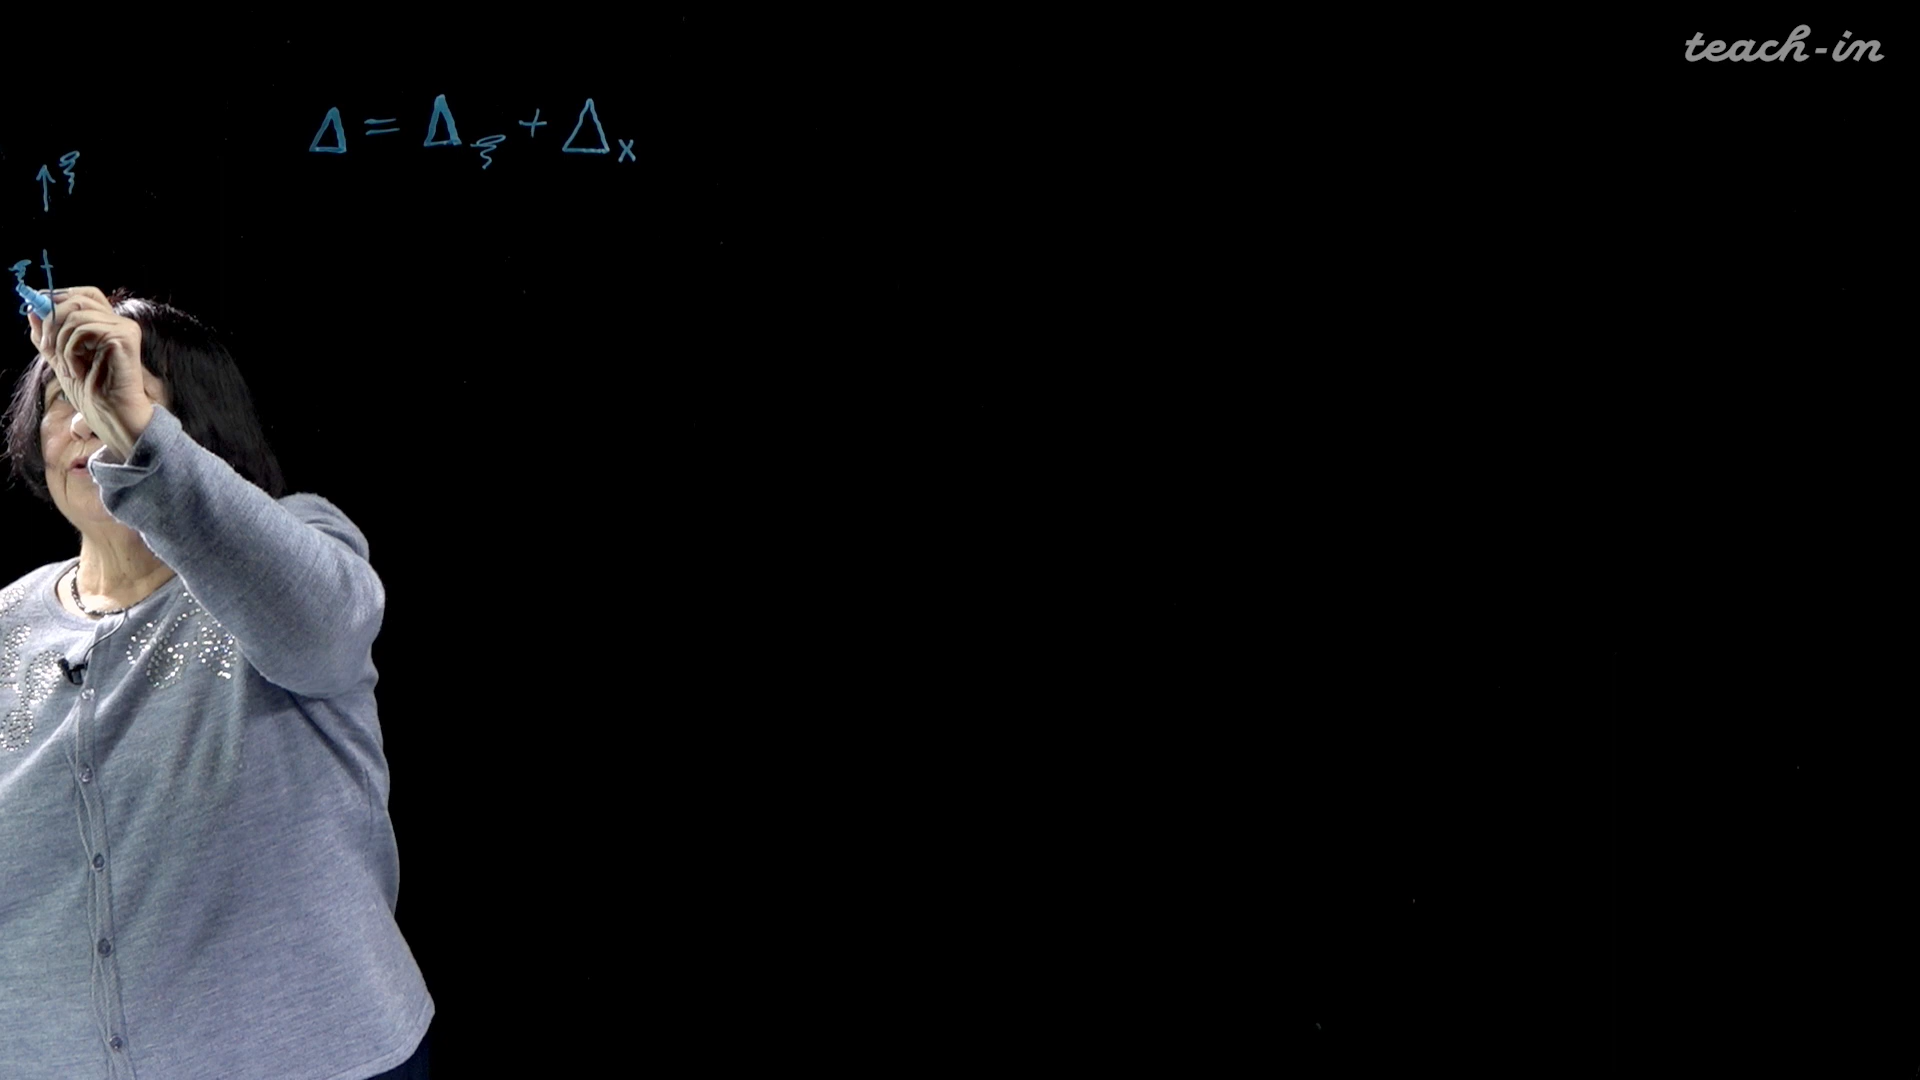 teach-in
Δ = Δ_ξ + Δ_x
↑ ξ
ξ